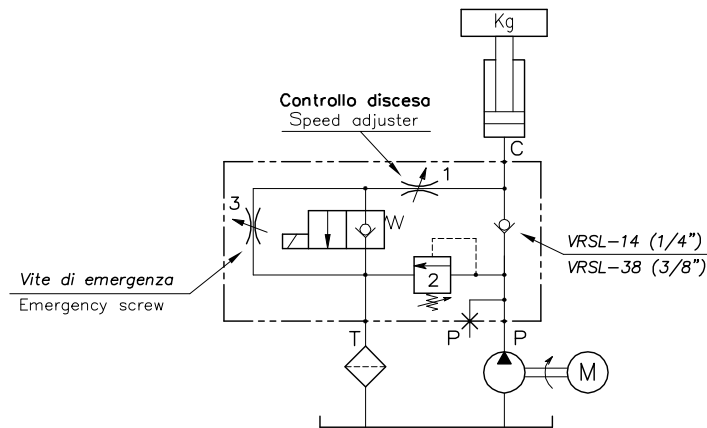 Kg
Controllo discesa
Speed adjuster
C
1
3
VRSL-14 (1/4")
VRSL-38 (3/8")
2
Vite di emergenza
Emergency screw
T
P
P
M